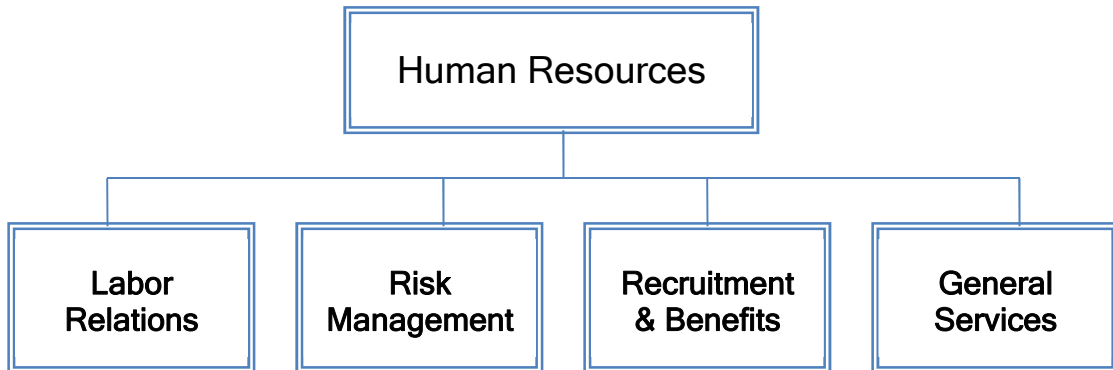 Human Resources
Labor
Relations
Risk
Management
Recruitment
& Benefits
General
Services